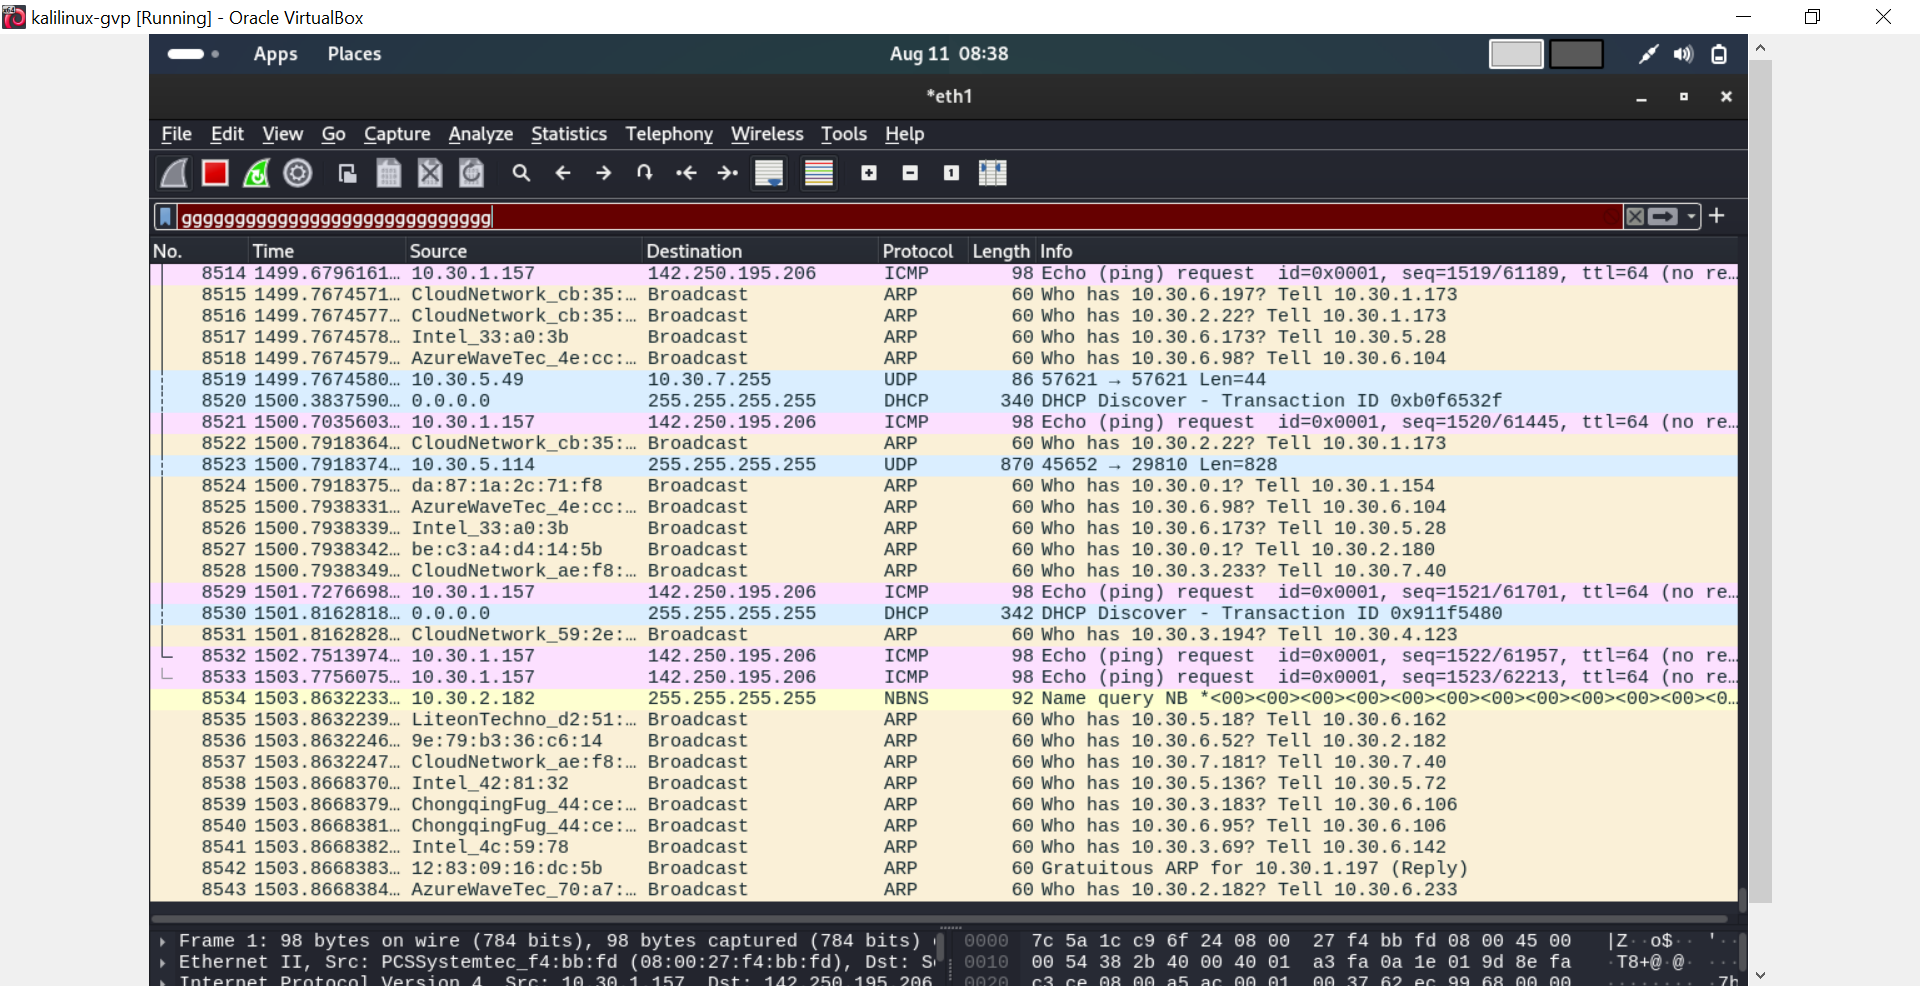 kalilinux-gvp [Running] - Oracle VirtualBox
Apps Places Aug 11 08:38
*eth1
File Edit View Go Capture Analyze Statistics Telephony Wireless Tools Help
ggggggggggggggggggggggggggggg
No. Time Source Destination Protocol Length Info
8514 1499.6796161… 10.30.1.157 142.250.195.206 ICMP 98 Echo (ping) request id=0x0001, seq=1519/61189, ttl=64 (no re…
8515 1499.7674571… CloudNetwork_cb:35:… Broadcast ARP 60 Who has 10.30.6.197? Tell 10.30.1.173
8516 1499.7674577… CloudNetwork_cb:35:… Broadcast ARP 60 Who has 10.30.2.22? Tell 10.30.1.173
8517 1499.7674578… Intel_33:a0:3b Broadcast ARP 60 Who has 10.30.6.173? Tell 10.30.5.28
8518 1499.7674579… AzureWaveTec_4e:cc:… Broadcast ARP 60 Who has 10.30.6.98? Tell 10.30.6.104
8519 1499.7674580… 10.30.5.49 10.30.7.255 UDP 86 57621 → 57621 Len=44
8520 1500.3837590… 0.0.0.0 255.255.255.255 DHCP 340 DHCP Discover - Transaction ID 0xb0f6532f
8521 1500.7035603… 10.30.1.157 142.250.195.206 ICMP 98 Echo (ping) request id=0x0001, seq=1520/61445, ttl=64 (no re…
8522 1500.7918364… CloudNetwork_cb:35:… Broadcast ARP 60 Who has 10.30.2.22? Tell 10.30.1.173
8523 1500.7918374… 10.30.5.114 255.255.255.255 UDP 870 45652 → 29810 Len=828
8524 1500.7918375… da:87:1a:2c:71:f8 Broadcast ARP 60 Who has 10.30.0.1? Tell 10.30.1.154
8525 1500.7938331… AzureWaveTec_4e:cc:… Broadcast ARP 60 Who has 10.30.6.98? Tell 10.30.6.104
8526 1500.7938339… Intel_33:a0:3b Broadcast ARP 60 Who has 10.30.6.173? Tell 10.30.5.28
8527 1500.7938342… be:c3:a4:d4:14:5b Broadcast ARP 60 Who has 10.30.0.1? Tell 10.30.2.180
8528 1500.7938349… CloudNetwork_ae:f8:… Broadcast ARP 60 Who has 10.30.3.233? Tell 10.30.7.40
8529 1501.7276698… 10.30.1.157 142.250.195.206 ICMP 98 Echo (ping) request id=0x0001, seq=1521/61701, ttl=64 (no re…
8530 1501.8162818… 0.0.0.0 255.255.255.255 DHCP 342 DHCP Discover - Transaction ID 0x911f5480
8531 1501.8162828… CloudNetwork_59:2e:… Broadcast ARP 60 Who has 10.30.3.194? Tell 10.30.4.123
8532 1502.7513974… 10.30.1.157 142.250.195.206 ICMP 98 Echo (ping) request id=0x0001, seq=1522/61957, ttl=64 (no re…
8533 1503.7756075… 10.30.1.157 142.250.195.206 ICMP 98 Echo (ping) request id=0x0001, seq=1523/62213, ttl=64 (no re…
8534 1503.8632233… 10.30.2.182 255.255.255.255 NBNS 92 Name query NB *<00><00><00><00><00><00><00><00><00><00><00><0…
8535 1503.8632239… LiteonTechno_d2:51:… Broadcast ARP 60 Who has 10.30.5.18? Tell 10.30.6.162
8536 1503.8632246… 9e:79:b3:36:c6:14 Broadcast ARP 60 Who has 10.30.6.52? Tell 10.30.2.182
8537 1503.8632247… CloudNetwork_ae:f8:… Broadcast ARP 60 Who has 10.30.7.181? Tell 10.30.7.40
8538 1503.8668370… Intel_42:81:32 Broadcast ARP 60 Who has 10.30.5.136? Tell 10.30.5.72
8539 1503.8668379… ChongqingFug_44:ce:… Broadcast ARP 60 Who has 10.30.3.183? Tell 10.30.6.106
8540 1503.8668381… ChongqingFug_44:ce:… Broadcast ARP 60 Who has 10.30.6.95? Tell 10.30.6.106
8541 1503.8668382… Intel_4c:59:78 Broadcast ARP 60 Who has 10.30.3.69? Tell 10.30.6.142
8542 1503.8668383… 12:83:09:16:dc:5b Broadcast ARP 60 Gratuitous ARP for 10.30.1.197 (Reply)
8543 1503.8668384… AzureWaveTec_70:a7:… Broadcast ARP 60 Who has 10.30.2.182? Tell 10.30.6.233
Frame 1: 98 bytes on wire (784 bits), 98 bytes captured (784 bits) 0000 7c 5a 1c c9 6f 24 08 00 27 f4 bb fd 08 00 45 00 |Z··o$·· '·
Ethernet II, Src: PCSSystemtec_f4:bb:fd (08:00:27:f4:bb:fd), Dst: S 0010 00 54 38 2b 40 00 40 01 a3 fa 0a 1e 01 9d 8e fa ·T8+@·@· ···
Internet Protocol Version 4, Src: 10.30.1.157, Dst: 142.250.195.206 0020 c3 ce 08 00 a5 ac 00 01 00 37 62 ec 99 68 00 00 ········ ·7b